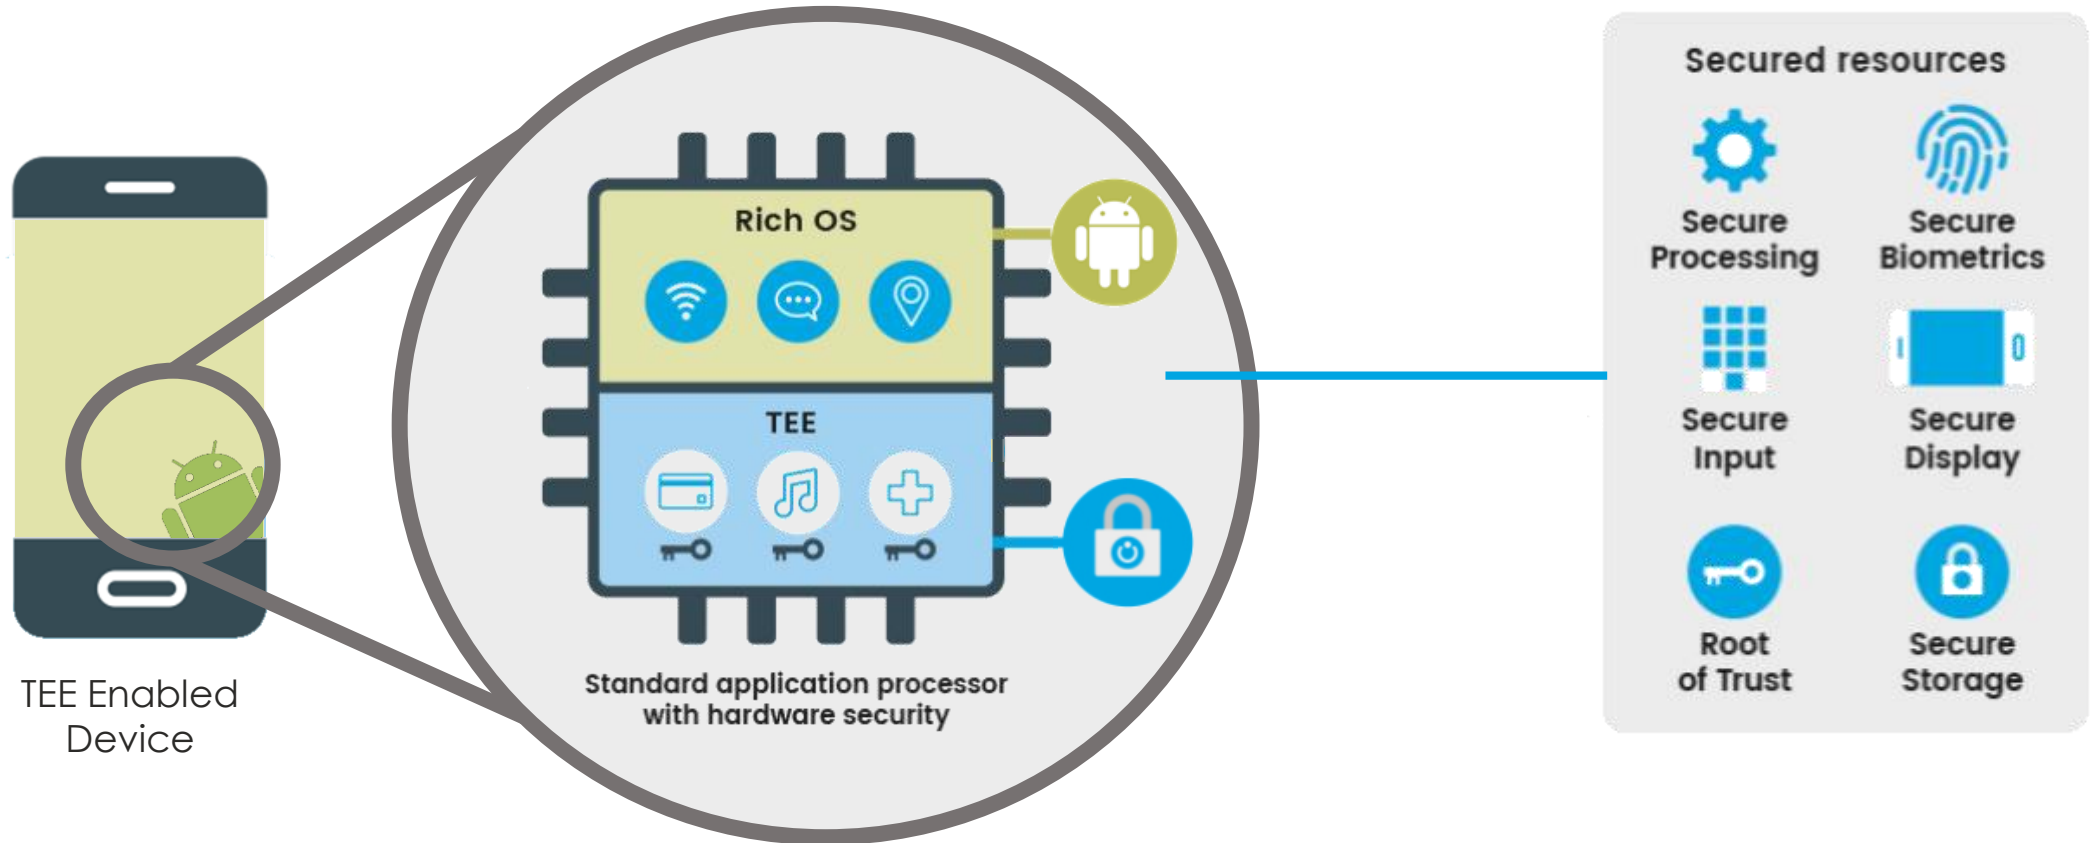 TEE Enabled
Device
Rich OS
TEE
Standard application processor
with hardware security
Secured resources
Secure
Processing
Secure
Biometrics
Secure
Input
Secure
Display
Root
of Trust
Secure
Storage